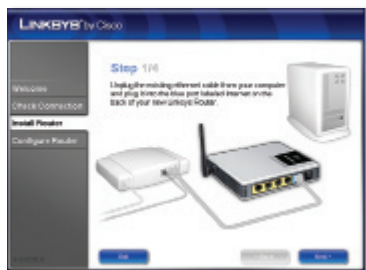 LINKSYS by Cisco
Step 1/4
Unplug the existing ethernet cable from your computer
and plug it into the blue port labeled Internet on the
back of your new Linksys Router.
Welcome
Check Connection
Install Router
Configure Router
Exit
Next